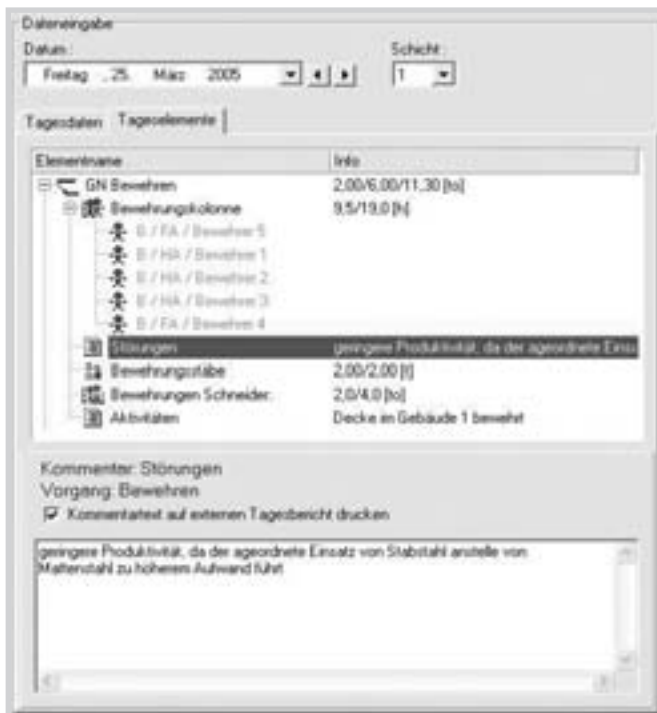 Dateneingabe
Datum:
Schicht:
Freitag , 25. März 2005
1
Tagesdaten Tageselemente
Elementname Info
GN Bewehren 2,00/6,00/11,30 [to]
Bewehrungskolonne 9,5/19,0 [h]
B / FA / Bewehrer 5
B / HA / Bewehrer 1
B / HA / Bewehrer 2
B / HA / Bewehrer 3
B / FA / Bewehrer 4
Störungen geringere Produktivität, da der ageordnete Einsa
Bewehrungsstäbe 2,00/2,00 [t]
Bewehrungen Schneider: 2,0/4,0 [to]
Aktivitäten Decke im Gebäude 1 bewehrt
Kommentar: Störungen
Vorgang: Bewehren
Kommentartext auf externen Tagesbericht drucken
geringere Produktivität, da der ageordnete Einsatz von Stabstahl anstelle von
Mattenstahl zu höherem Aufwand führt